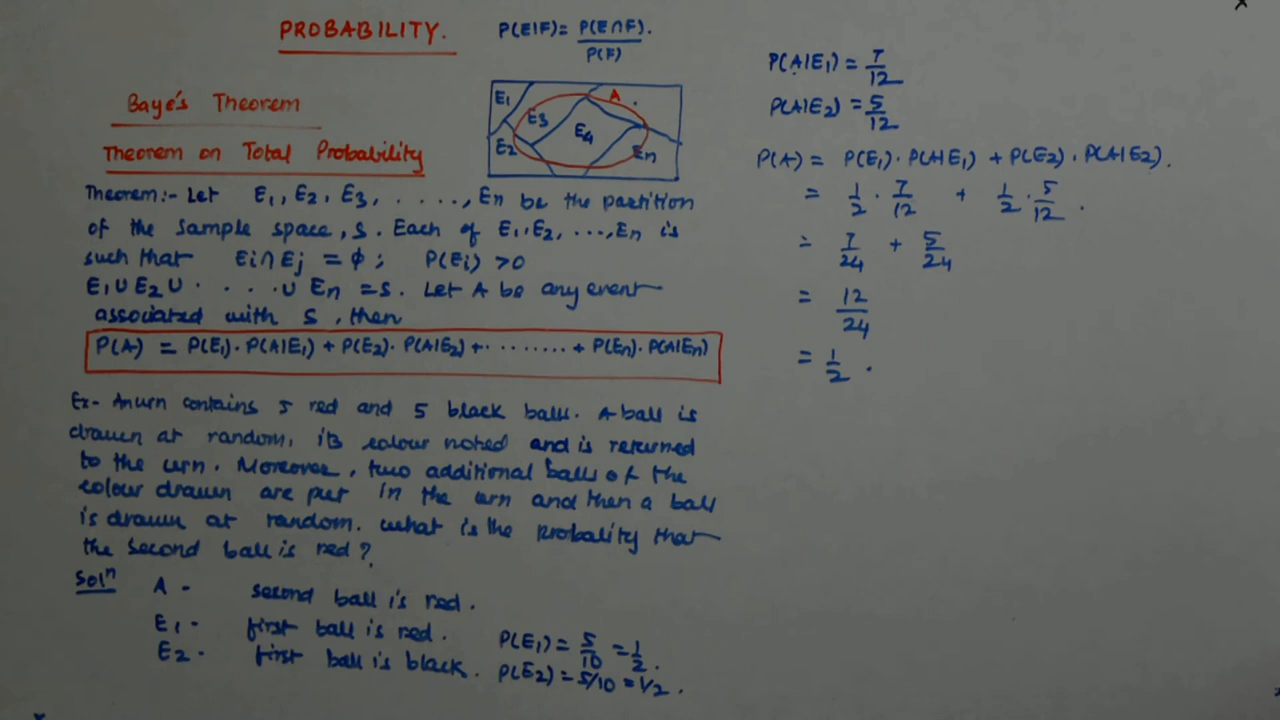 PROBABILITY.
P(E|F) = P(E∩F). / P(F)
Baye's Theorem
Theorem on Total Probability
E1 E2 E3 E4 En A
Theorem:- Let E1, E2, E3, . . . . ., En be the partition
of the sample space, S. Each of E1, E2, ...,En is
such that Ei∩Ej = ϕ; P(Ei) >0
E1∪E2∪ · . . . .∪ En =S. Let A be any event
associated with S, then
P(A) = P(E1)·P(A|E1) + P(E2)·P(A|E2) +· ........ + P(En)·P(A|En)
Ex- An urn contains 5 red and 5 black balls. A ball is
drawn at random, its colour noted and is returned
to the urn. Moreover, two additional balls of the
colour drawn are put in the urn and then a ball
is drawn at random. what is the probality that
the second ball is red?
Solⁿ A - second ball is red.
E1 - first ball is red. P(E1) = 5/10 = 1/2.
E2 - first ball is black. P(E2) = 5/10 = 1/2.
P(A|E1) = 7/12
P(A|E2) = 5/12
P(A) = P(E1)·P(A|E1) + P(E2)·P(A|E2).
= 1/2 · 7/12 + 1/2 · 5/12.
= 7/24 + 5/24
= 12/24
= 1/2.